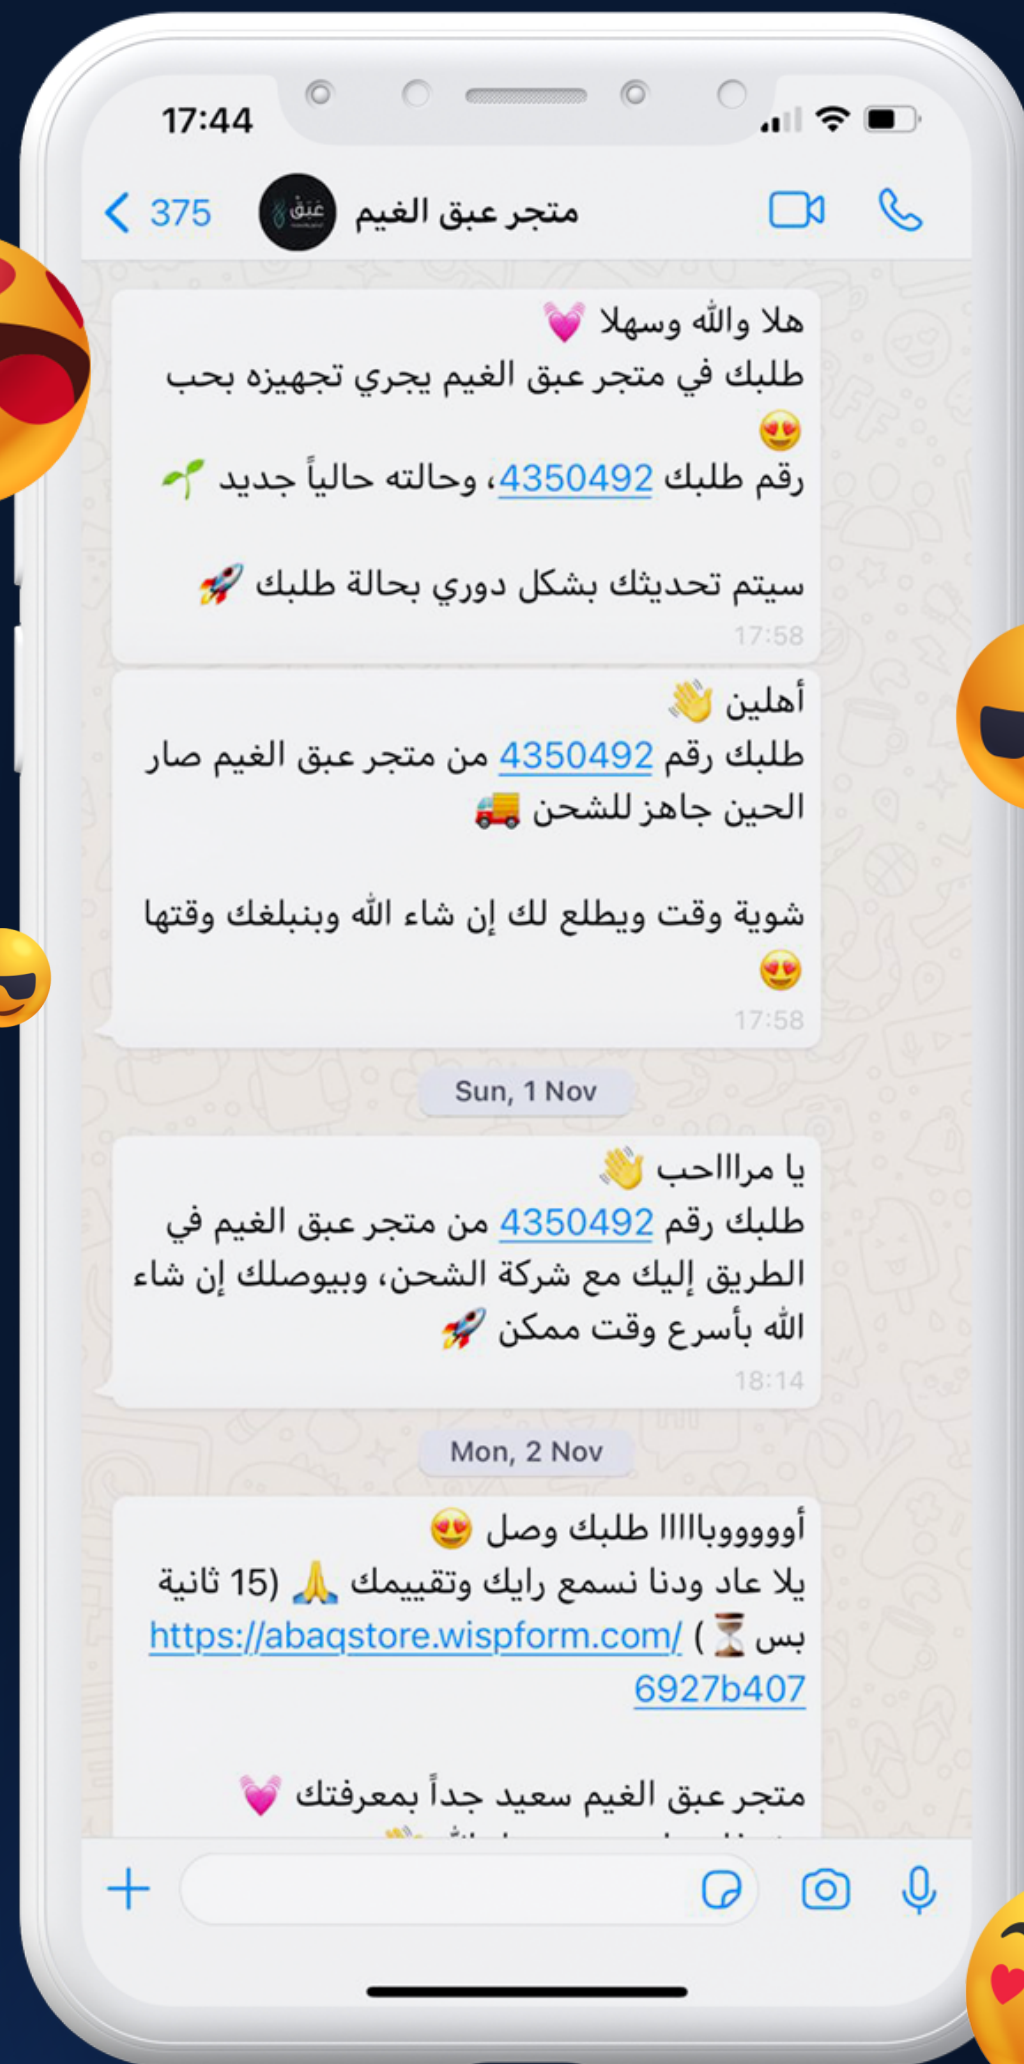 17:44
375
متجر عبق الغيم
عَبَقْ
هلا والله وسهلا 💓
طلبك في متجر عبق الغيم يجري تجهيزه بحب
😍
رقم طلبك 4350492، وحالته حالياً جديد 🌱
سيتم تحديثك بشكل دوري بحالة طلبك 🚀
17:58
أهلين 👋
طلبك رقم 4350492 من متجر عبق الغيم صار
الحين جاهز للشحن 🚚
شوية وقت ويطلع لك إن شاء الله وبنبلغك وقتها
😍
17:58
Sun, 1 Nov
يا مراااحب 👋
طلبك رقم 4350492 من متجر عبق الغيم في
الطريق إليك مع شركة الشحن، وبيوصلك إن شاء
الله بأسرع وقت ممكن 🚀
18:14
Mon, 2 Nov
أوووووباااااا طلبك وصل 😍
يلا عاد ودنا نسمع رايك وتقييمك 🙏 (15 ثانية
بس ⏳) https://abaqstore.wispform.com/
6927b407
متجر عبق الغيم سعيد جداً بمعرفتك 💓